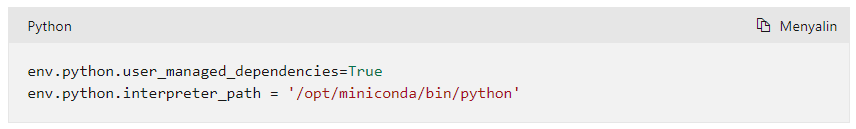 Python
Menyalin
env.python.user_managed_dependencies=True
env.python.interpreter_path = '/opt/miniconda/bin/python'